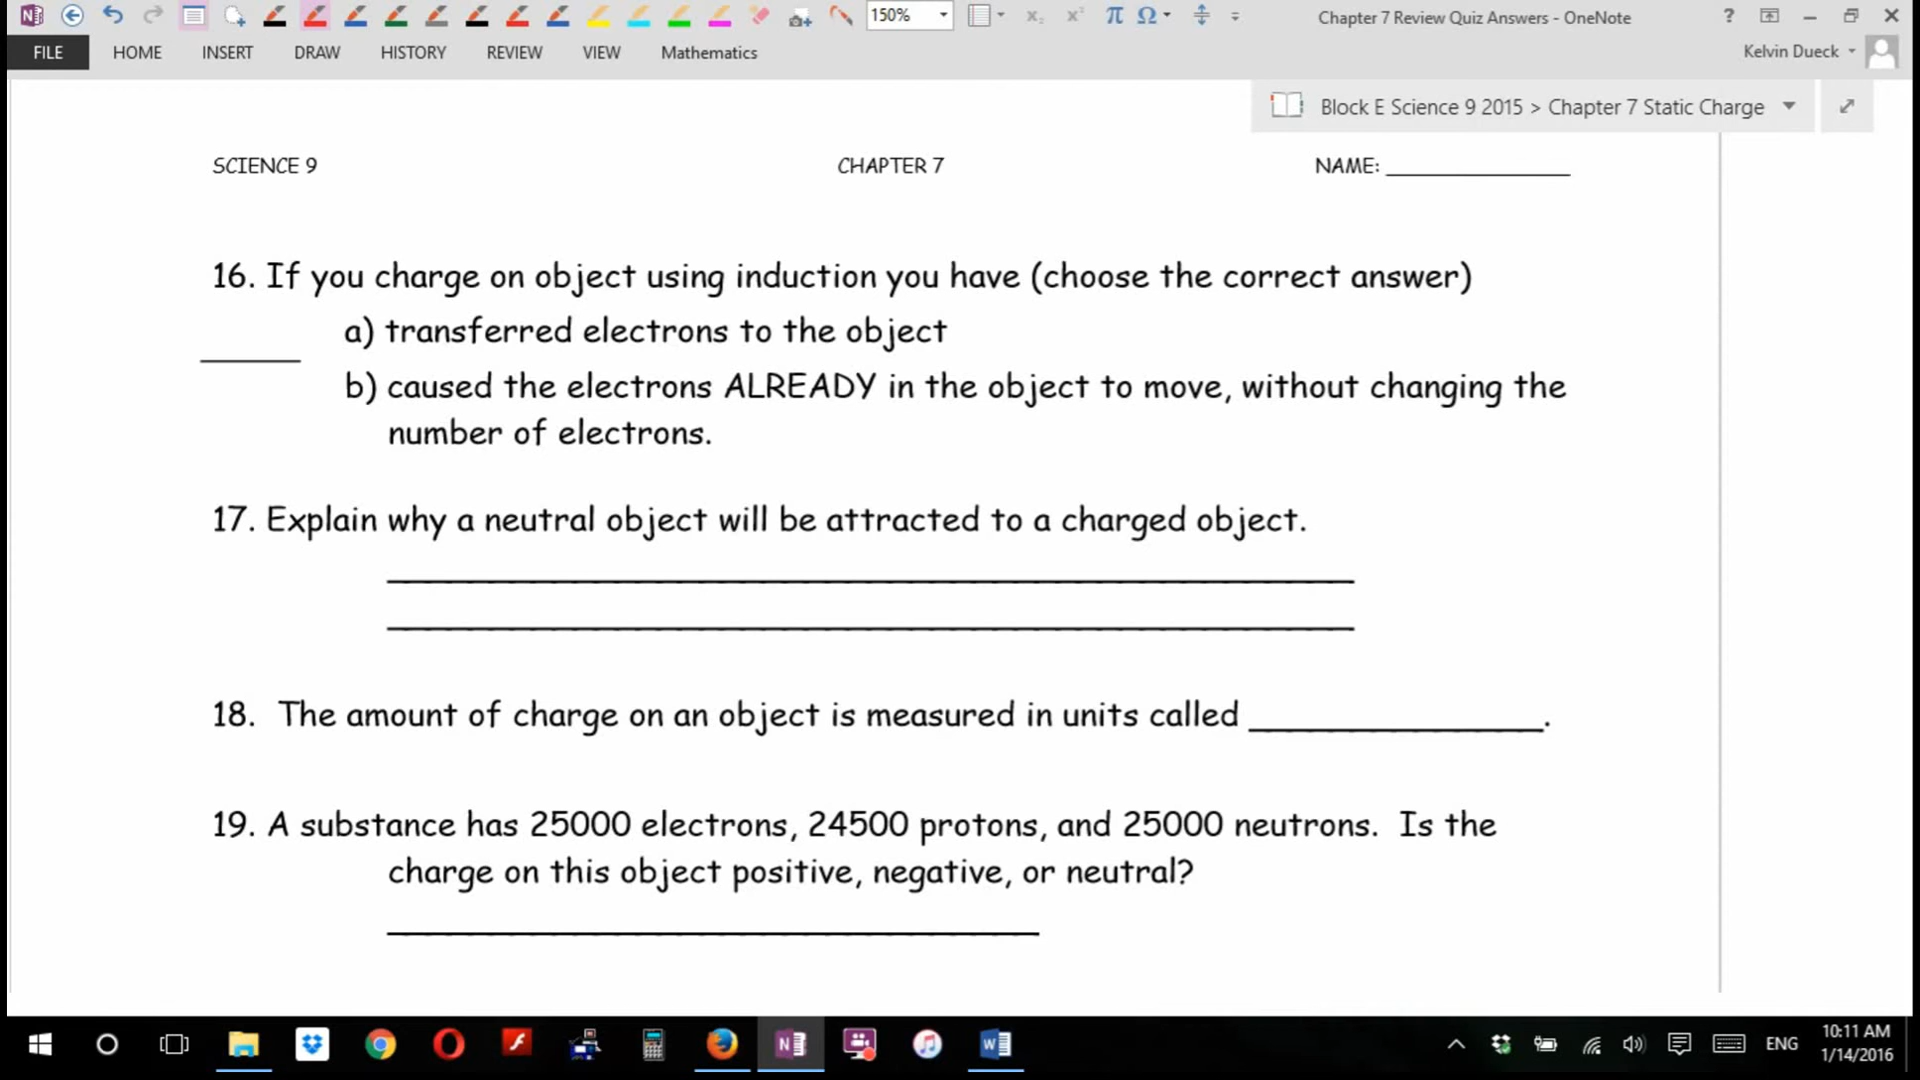 150%
x₂
x²
π
Ω
Chapter 7 Review Quiz Answers - OneNote
?
FILE
HOME
INSERT
DRAW
HISTORY
REVIEW
VIEW
Mathematics
Kelvin Dueck
Block E Science 9 2015 > Chapter 7 Static Charge
SCIENCE 9
CHAPTER 7
NAME: ________________
16. If you charge on object using induction you have (choose the correct answer)
a) transferred electrons to the object
b) caused the electrons ALREADY in the object to move, without changing the
number of electrons.
17. Explain why a neutral object will be attracted to a charged object.
18. The amount of charge on an object is measured in units called ________________.
19. A substance has 25000 electrons, 24500 protons, and 25000 neutrons. Is the
charge on this object positive, negative, or neutral?
ENG
10:11 AM
1/14/2016